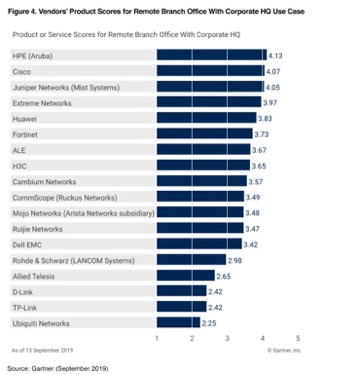 Figure 4. Vendors' Product Scores for Remote Branch Office With Corporate HQ Use Case
Product or Service Scores for Remote Branch Office With Corporate HQ
HPE (Aruba) 4.13
Cisco 4.07
Juniper Networks (Mist Systems) 4.05
Extreme Networks 3.97
Huawei 3.83
Fortinet 3.73
ALE 3.67
H3C 3.65
Cambium Networks 3.57
CommScope (Ruckus Networks) 3.49
Mojo Networks (Arista Networks subsidiary) 3.48
Ruijie Networks 3.47
Dell EMC 3.42
Rohde & Schwarz (LANCOM Systems) 2.98
Allied Telesis 2.65
D-Link 2.42
TP-Link 2.42
Ubiquiti Networks 2.25
1 2 3 4 5
As of 13 September 2019 © Gartner, Inc
Source: Gartner (September 2019)